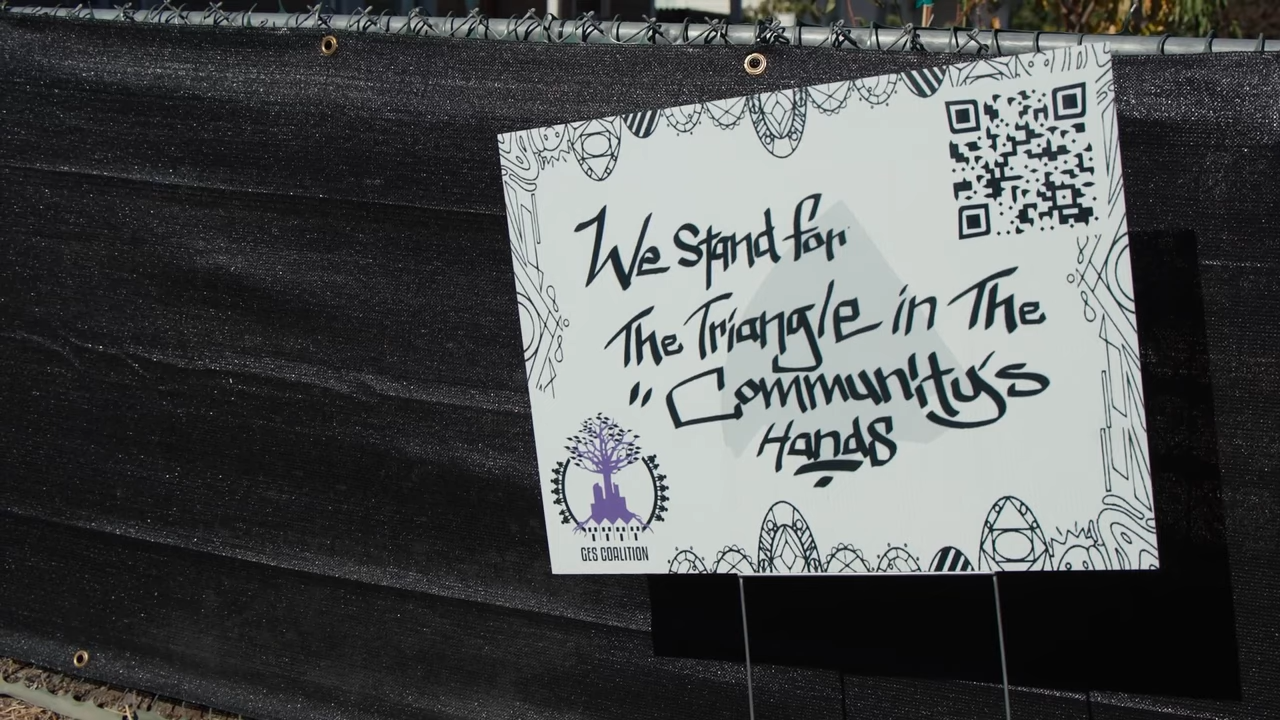 We Stand for
The Triangle in The
"Community's
Hands
GES COALITION